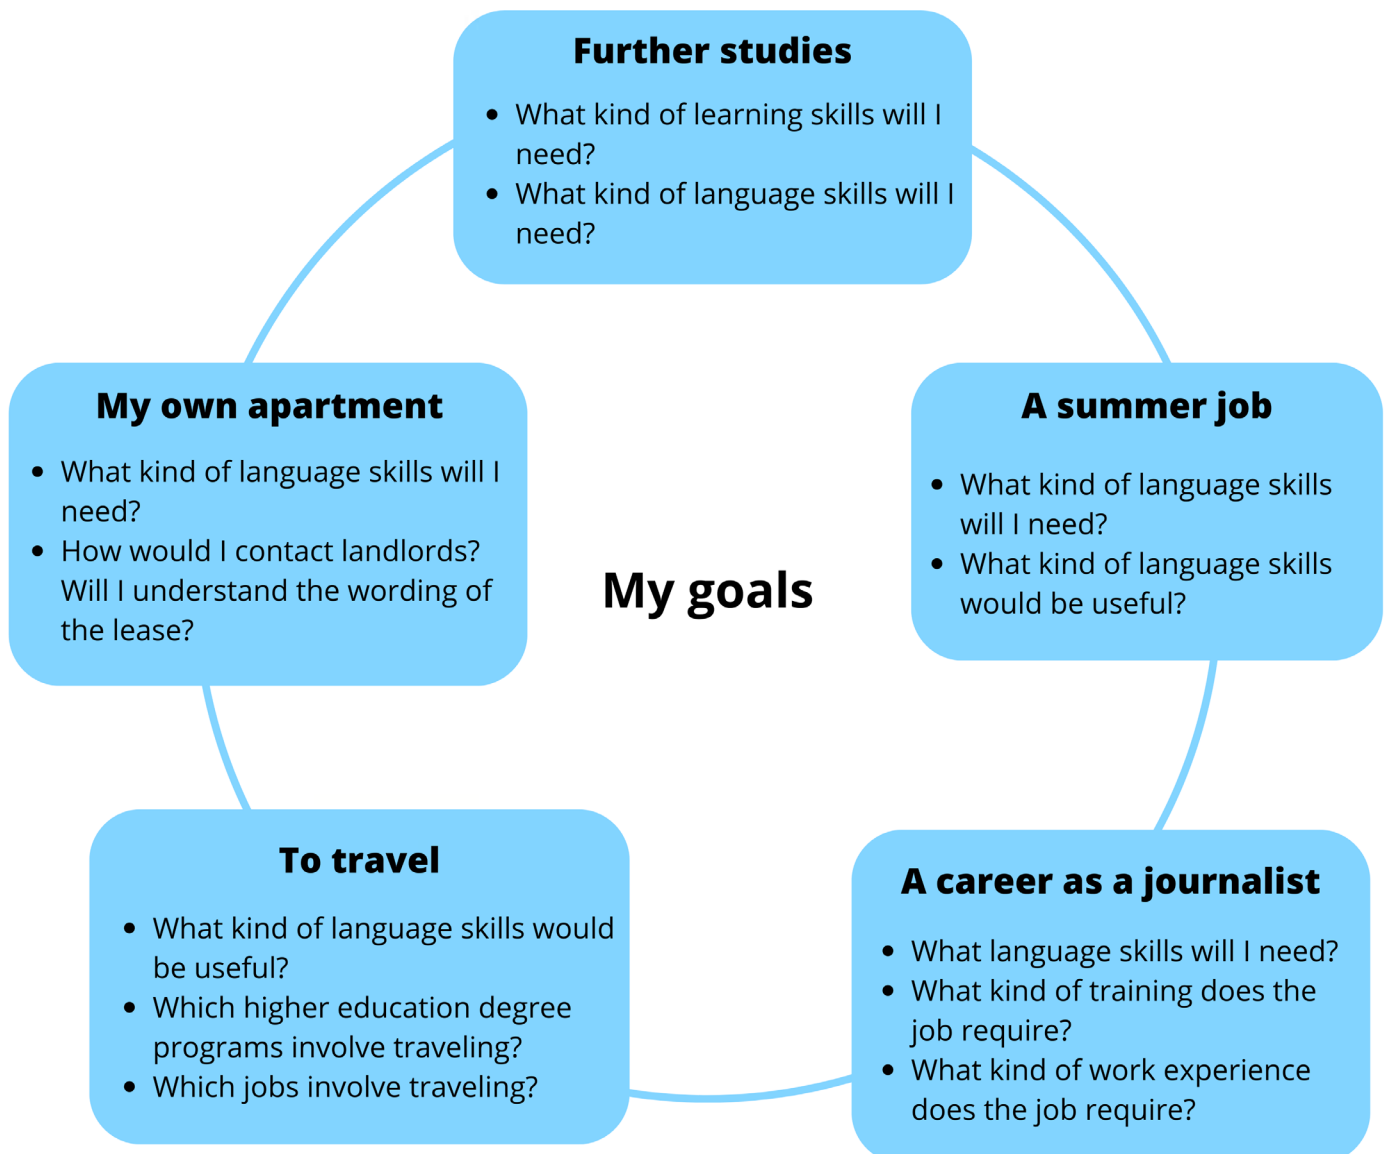 Further studies
• What kind of learning skills will I
need?
• What kind of language skills will I
need?
My own apartment
• What kind of language skills will I
need?
• How would I contact landlords?
Will I understand the wording of
the lease?
A summer job
• What kind of language skills
will I need?
• What kind of language skills
would be useful?
My goals
To travel
• What kind of language skills would
be useful?
• Which higher education degree
programs involve traveling?
• Which jobs involve traveling?
A career as a journalist
• What language skills will I need?
• What kind of training does the
job require?
• What kind of work experience
does the job require?